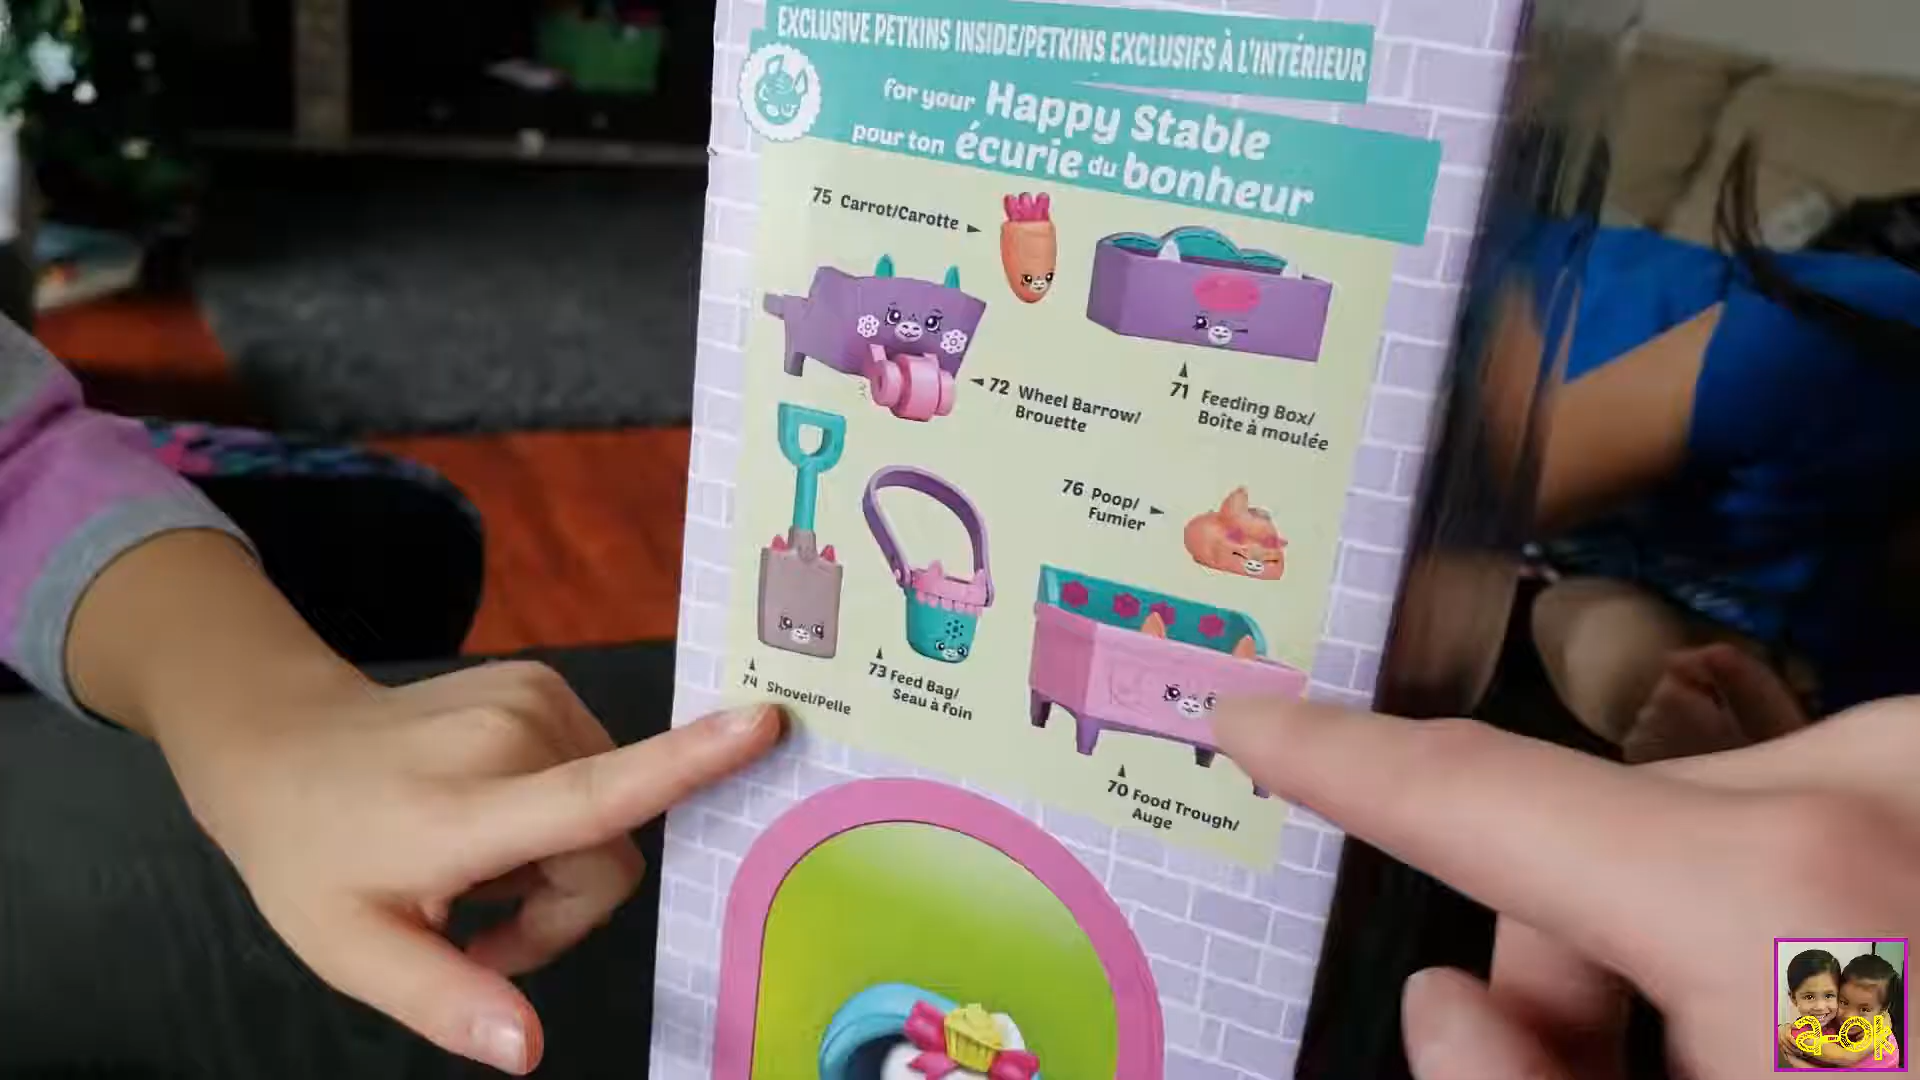 EXCLUSIVE PETKINS INSIDE/PETKINS EXCLUSIFS À L'INTÉRIEUR
for your Happy Stable
pour ton écurie du bonheur
75 Carrot/Carotte
72 Wheel Barrow/
Brouette
71 Feeding Box/
Boîte à moulée
76 Poop/
Fumier
74 Shovel/Pelle
73 Feed Bag/
Seau à foin
70 Food Trough/
Auge
a-ok